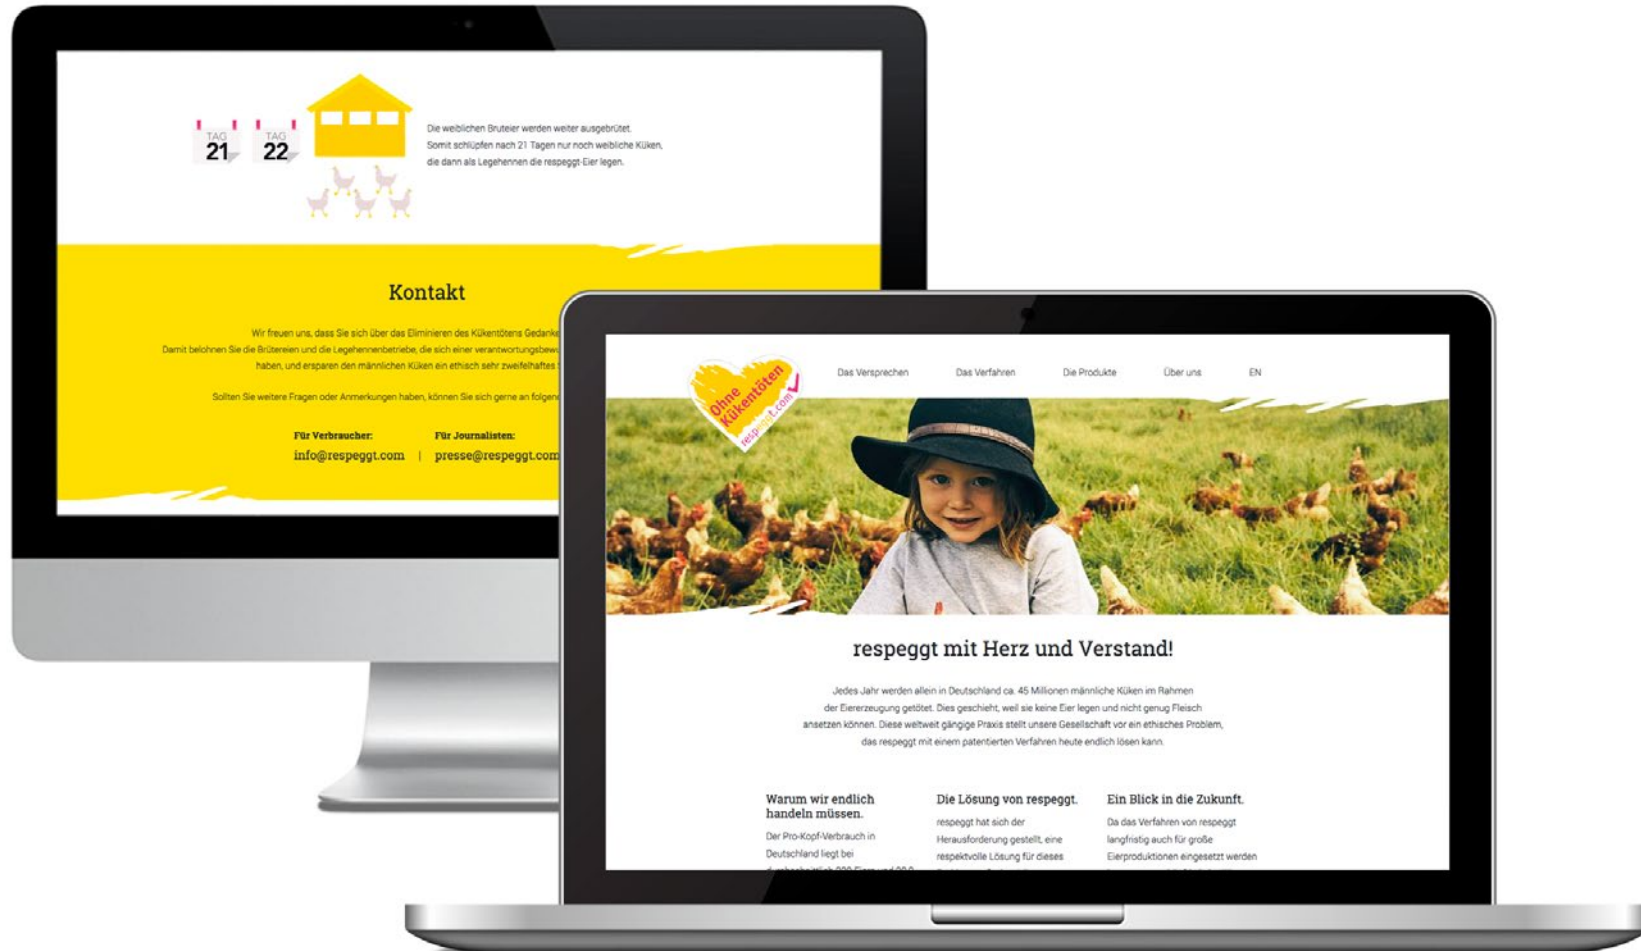 TAG
21
TAG
22
Die weiblichen Bruteier werden weiter ausgebrütet.
Somit schlüpfen nach 21 Tagen nur noch weibliche Küken,
die dann als Legehennen die respeggt-Eier legen.
Kontakt
Wir freuen uns, dass Sie sich über das Eliminieren des Kükentötens
Damit belohnen Sie die Brütereien und die Legehennenbetriebe, die sich einer
haben, und ersparen den männlichen Küken ein ethisch sehr zweifelhaftes
Sollten Sie weitere Fragen oder Anmerkungen haben, können Sie sich gerne an
Für Verbraucher: Für Journalisten:
info@respeggt.com | presse@respeggt.com
Ohne
Kükentöten
respeggt.com
Das Versprechen Das Verfahren Die Produkte Über uns EN
respeggt mit Herz und Verstand!
Jedes Jahr werden allein in Deutschland ca. 45 Millionen männliche Küken im Rahmen
der Eiererzeugung getötet. Dies geschieht, weil sie keine Eier legen und nicht genug Fleisch
ansetzen können. Diese weltweit gängige Praxis stellt unsere Gesellschaft vor ein ethisches Problem,
das respeggt mit einem patentierten Verfahren heute endlich lösen kann.
Warum wir endlich
handeln müssen.
Der Pro-Kopf-Verbrauch in
Deutschland liegt bei
Die Lösung von respeggt.
respeggt hat sich der
Herausforderung gestellt, eine
respektvolle Lösung für dieses
Ein Blick in die Zukunft.
Da das Verfahren von respeggt
langfristig auch für große
Eierproduktionen eingesetzt werden